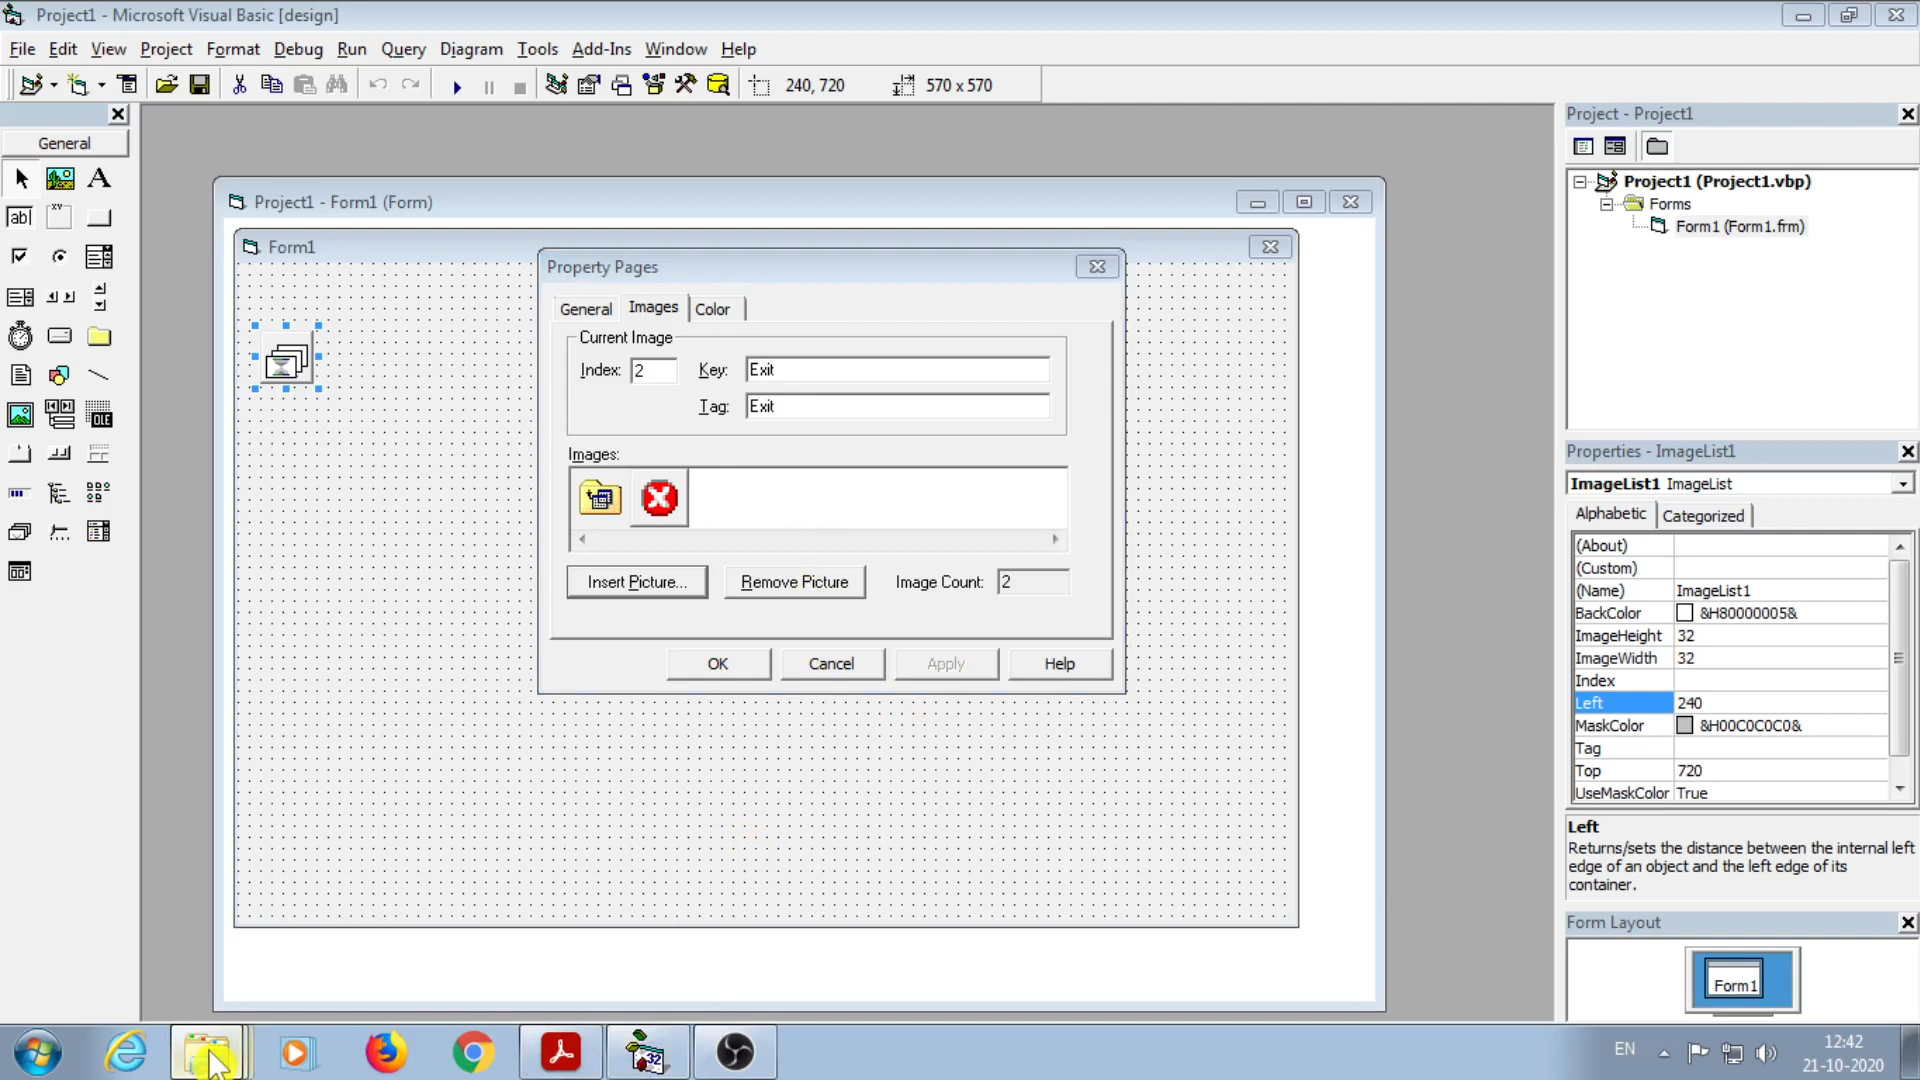 Project1 - Microsoft Visual Basic [design]
File Edit View Project Format Debug Run Query Diagram Tools Add-Ins Window Help
240, 720 570 x 570
General
A
ab
XY
OLE
Project1 - Form1 (Form)
Form1
Property Pages
General Images Color
Current Image
Index: 2 Key: Exit
Tag: Exit
Images:
Insert Picture... Remove Picture Image Count: 2
OK Cancel Apply Help
Project - Project1
Project1 (Project1.vbp)
Forms
Form1 (Form1.frm)
Properties - ImageList1
ImageList1 ImageList
Alphabetic Categorized
(About)
(Custom)
(Name) ImageList1
BackColor &H80000005&
ImageHeight 32
ImageWidth 32
Index
Left 240
MaskColor &H00C0C0C0&
Tag
Top 720
UseMaskColor True
Left
Returns/sets the distance between the internal left
edge of an object and the left edge of its
container.
Form Layout
Form1
32
EN
12:42
21-10-2020